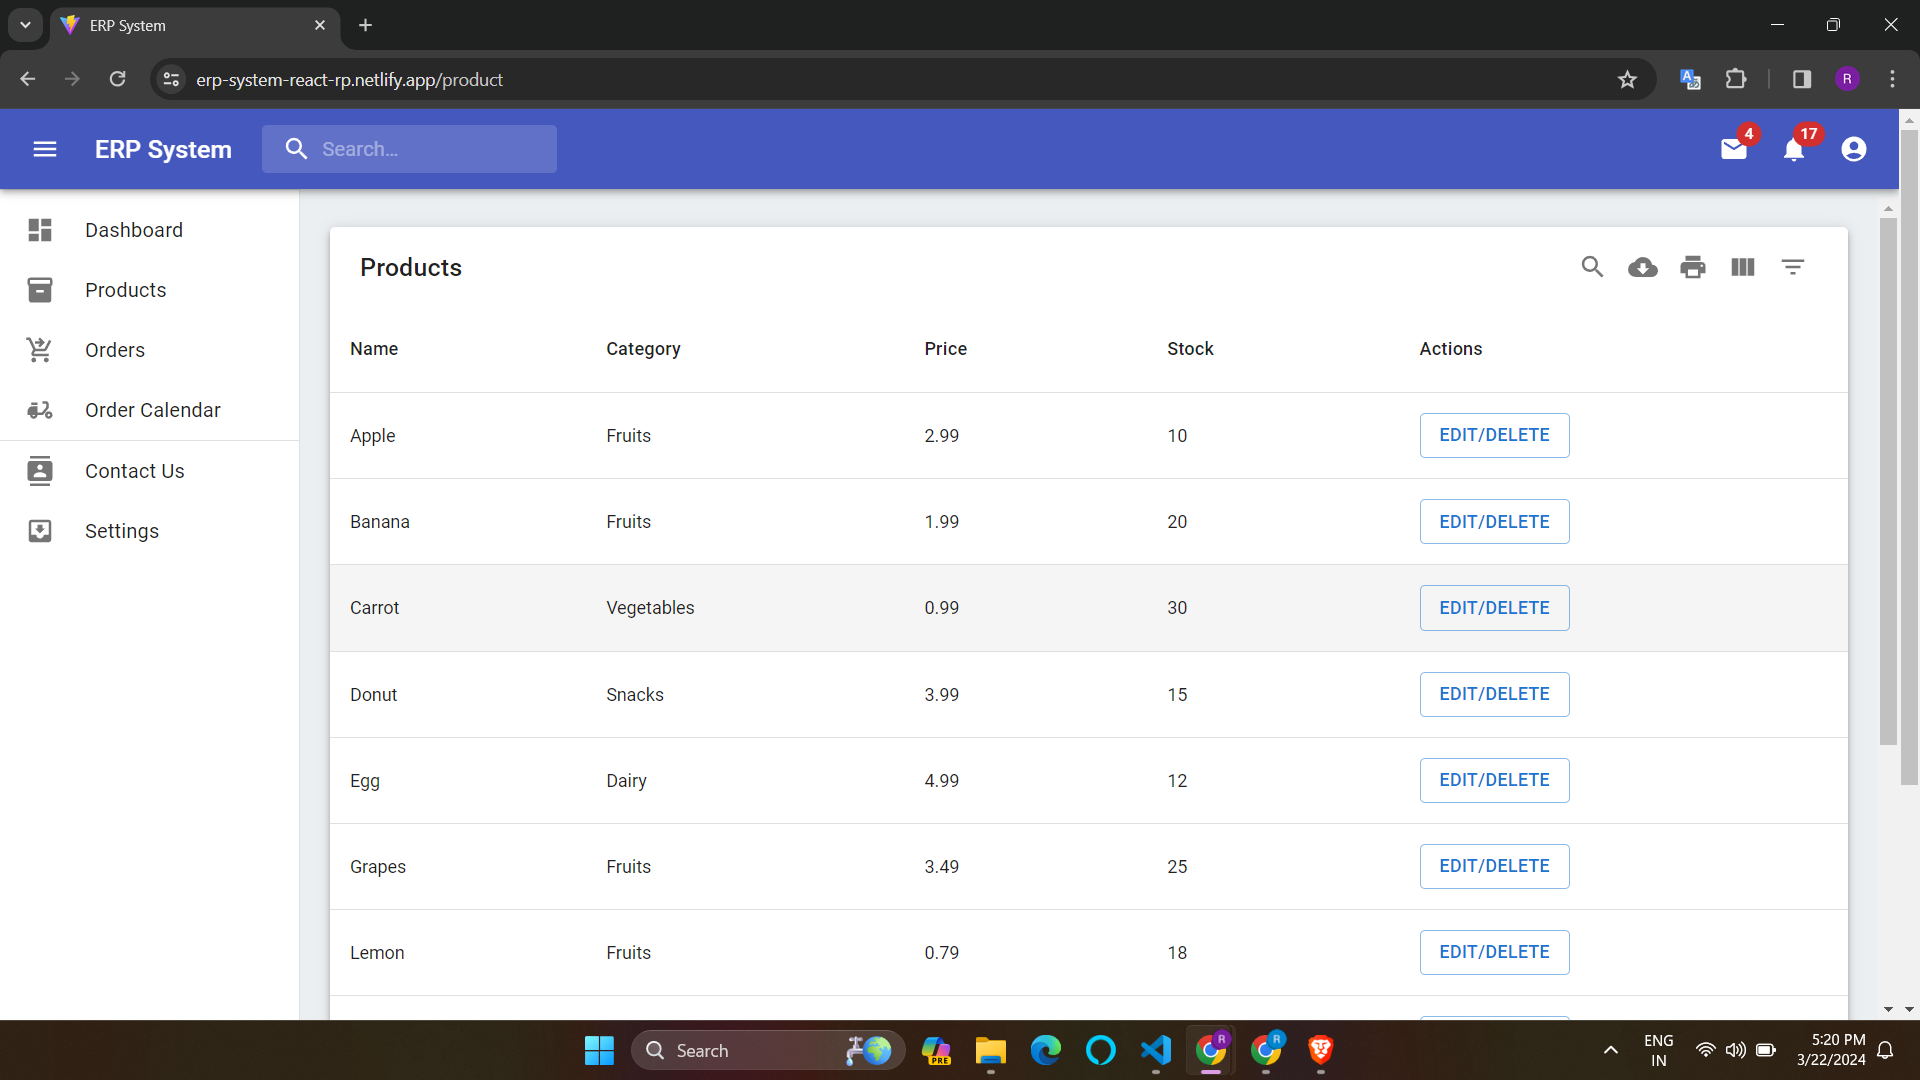 ERP System
erp-system-react-rp.netlify.app/product
R
ERP System
Search...
4
17
Dashboard
Products
Orders
Order Calendar
Contact Us
Settings
Products
Name Category Price Stock Actions
Apple Fruits 2.99 10 EDIT/DELETE
Banana Fruits 1.99 20 EDIT/DELETE
Carrot Vegetables 0.99 30 EDIT/DELETE
Donut Snacks 3.99 15 EDIT/DELETE
Egg Dairy 4.99 12 EDIT/DELETE
Grapes Fruits 3.49 25 EDIT/DELETE
Lemon Fruits 0.79 18 EDIT/DELETE
Search
PRE
R
R
ENG
IN
5:20 PM
3/22/2024